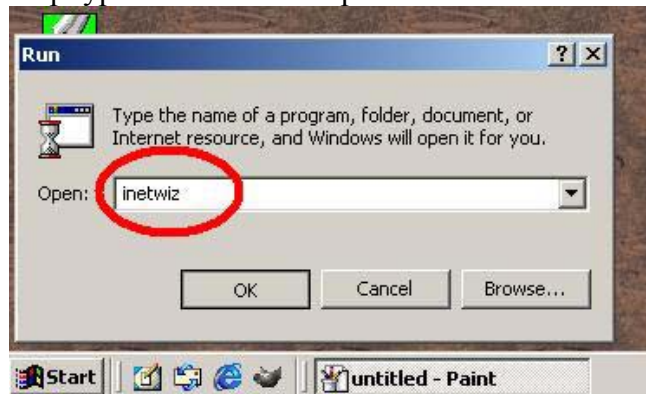 Run
Type the name of a program, folder, document, or
Internet resource, and Windows will open it for you.
Open: inetwiz
OK Cancel Browse...
Start untitled - Paint